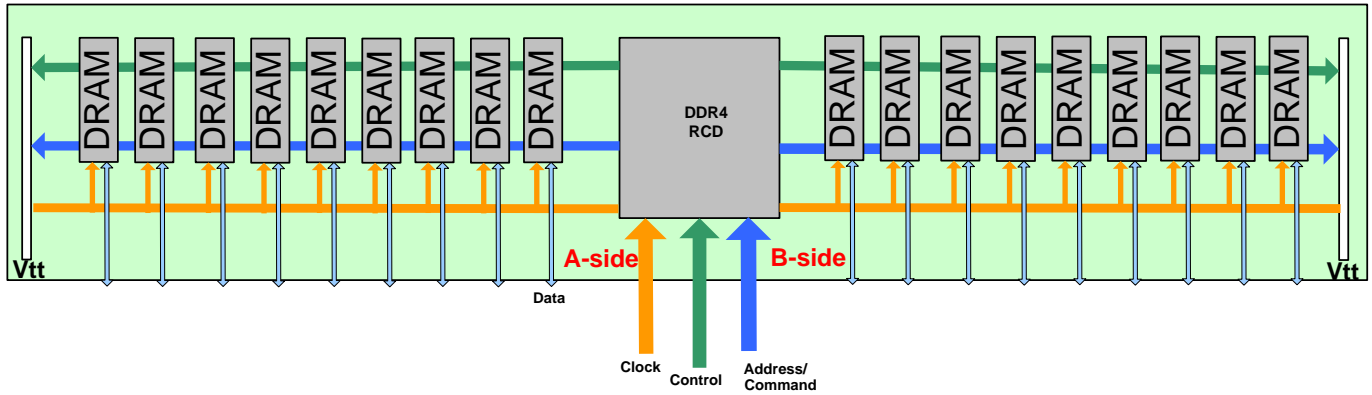 DRAM
DRAM
DRAM
DRAM
DRAM
DRAM
DRAM
DRAM
DRAM
DDR4
RCD
DRAM
DRAM
DRAM
DRAM
DRAM
DRAM
DRAM
DRAM
DRAM
Vtt
A-side
B-side
Vtt
Data
Clock
Control
Address/
Command